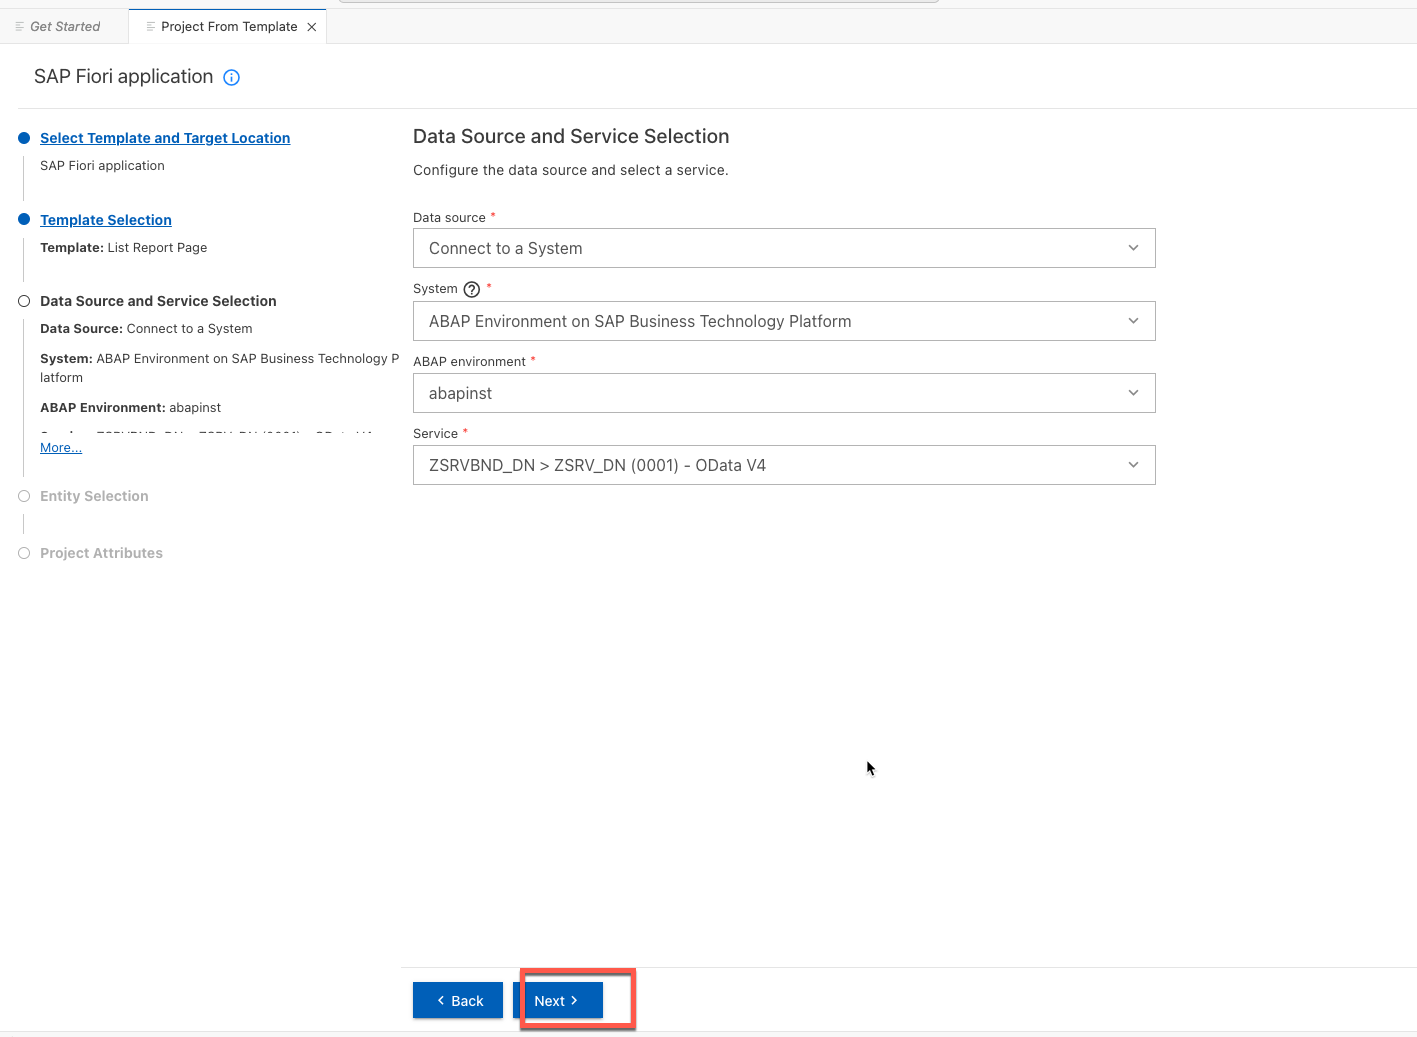 Get Started
Project From Template
SAP Fiori application
Select Template and Target Location
SAP Fiori application
Template Selection
Template: List Report Page
Data Source and Service Selection
Data Source: Connect to a System
System: ABAP Environment on SAP Business Technology P
latform
ABAP Environment: abapinst
More...
Entity Selection
Project Attributes
Data Source and Service Selection
Configure the data source and select a service.
Data source *
Connect to a System
System ? *
ABAP Environment on SAP Business Technology Platform
ABAP environment *
abapinst
Service *
ZSRVBND_DN > ZSRV_DN (0001) - OData V4
Back
Next